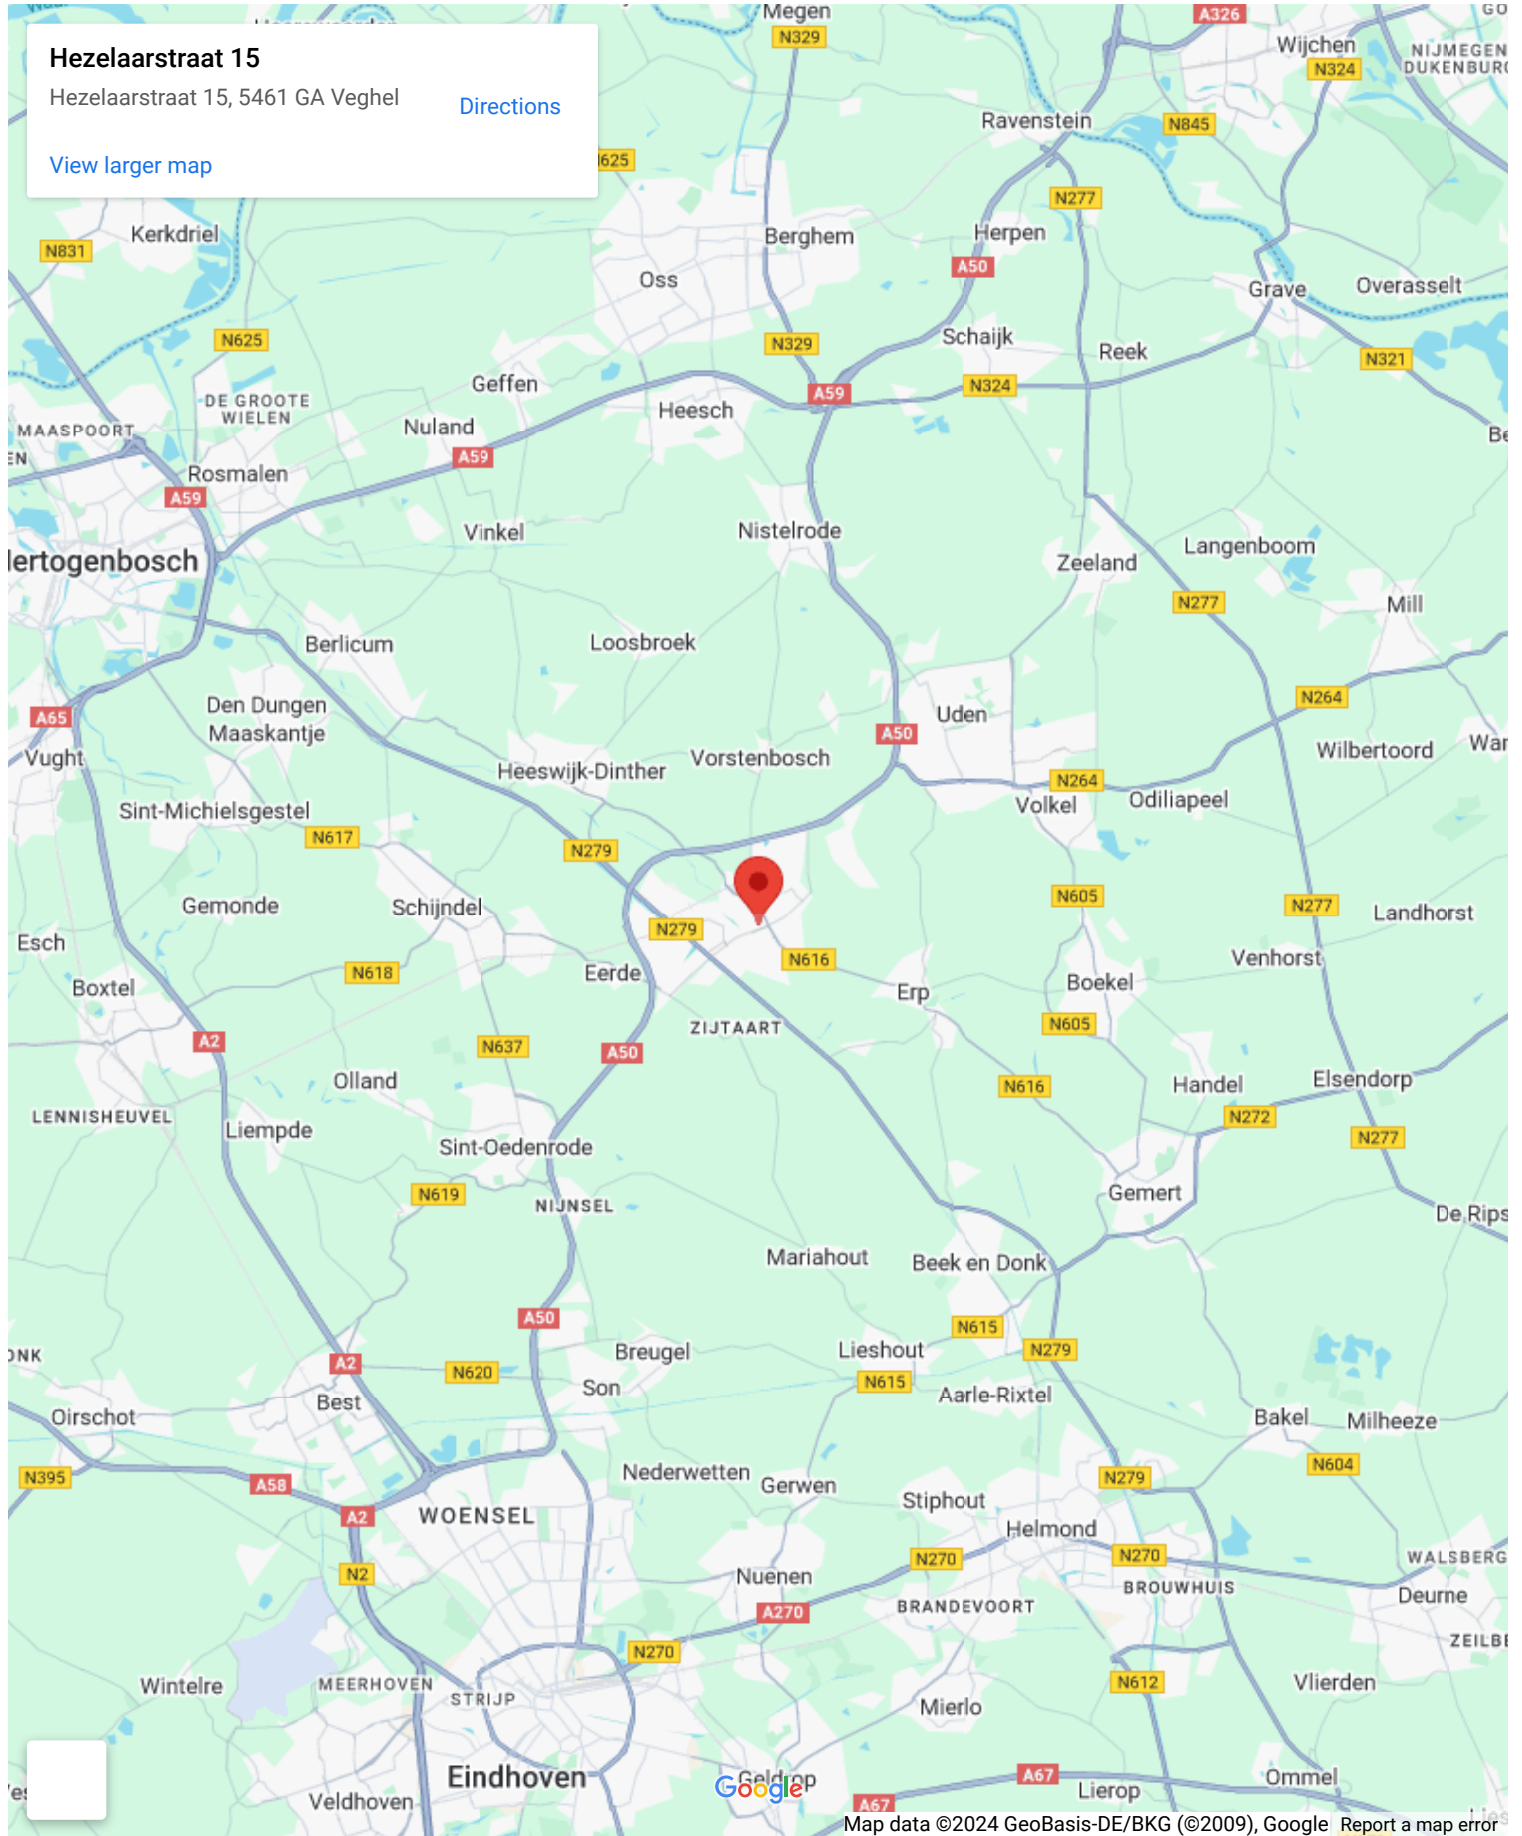 Hezelaarstraat 15
Hezelaarstraat 15, 5461 GA Veghel
Directions
View larger map
Megen
N329
A326
Wijchen
N324
NIJMEGEN
Ravenstein
N845
N277
Kerkdriel
N831
Berghem
Herpen
A50
Oss
Grave
Overasselt
N625
N329
Schaijk
Reek
N321
Geffen
A59
N324
DE GROOTE
WIELEN
Heesch
Nuland
MAASPOORT
A59
Rosmalen
A59
Vinkel
Nistelrode
Langenboom
Zeeland
N277
Mill
Berlicum
Loosbroek
Den Dungen
Maaskantje
N264
A65
Uden
A50
Vught
Heeswijk-Dinther
Vorstenbosch
Wilbertoord
N264
Volkel
Odiliapeel
Sint-Michielsgestel
N617
N279
Gemonde
Schijndel
N605
N277
Landhorst
Esch
N279
N616
Venhorst
N618
Eerde
Boxtel
Erp
Boekel
ZIJTAART
N605
A2
N637
A50
Olland
N616
Handel
Elsendorp
LENNISHEUVEL
Liempde
N272
N277
Sint-Oedenrode
N619
NIJNSEL
Gemert
De Rips
Mariahout
Beek en Donk
A50
N615
Breugel
Lieshout
N279
A2
N620
Son
N615
Aarle-Rixtel
Best
Oirschot
Bakel
Milheeze
N395
A58
Nederwetten
Gerwen
N279
N604
A2
WOENSEL
Stiphout
Helmond
N2
N270
N270
WALSBERG
Nuenen
BROUWHUIS
Deurne
A270
BRANDEVOORT
N270
Wintelre
MEERHOVEN
STRIJP
N612
Vlierden
Mierlo
Eindhoven
Google
A67
Ommel
Lierop
Veldhoven
A67
Map data ©2024 GeoBasis-DE/BKG (©2009), Google
Report a map error